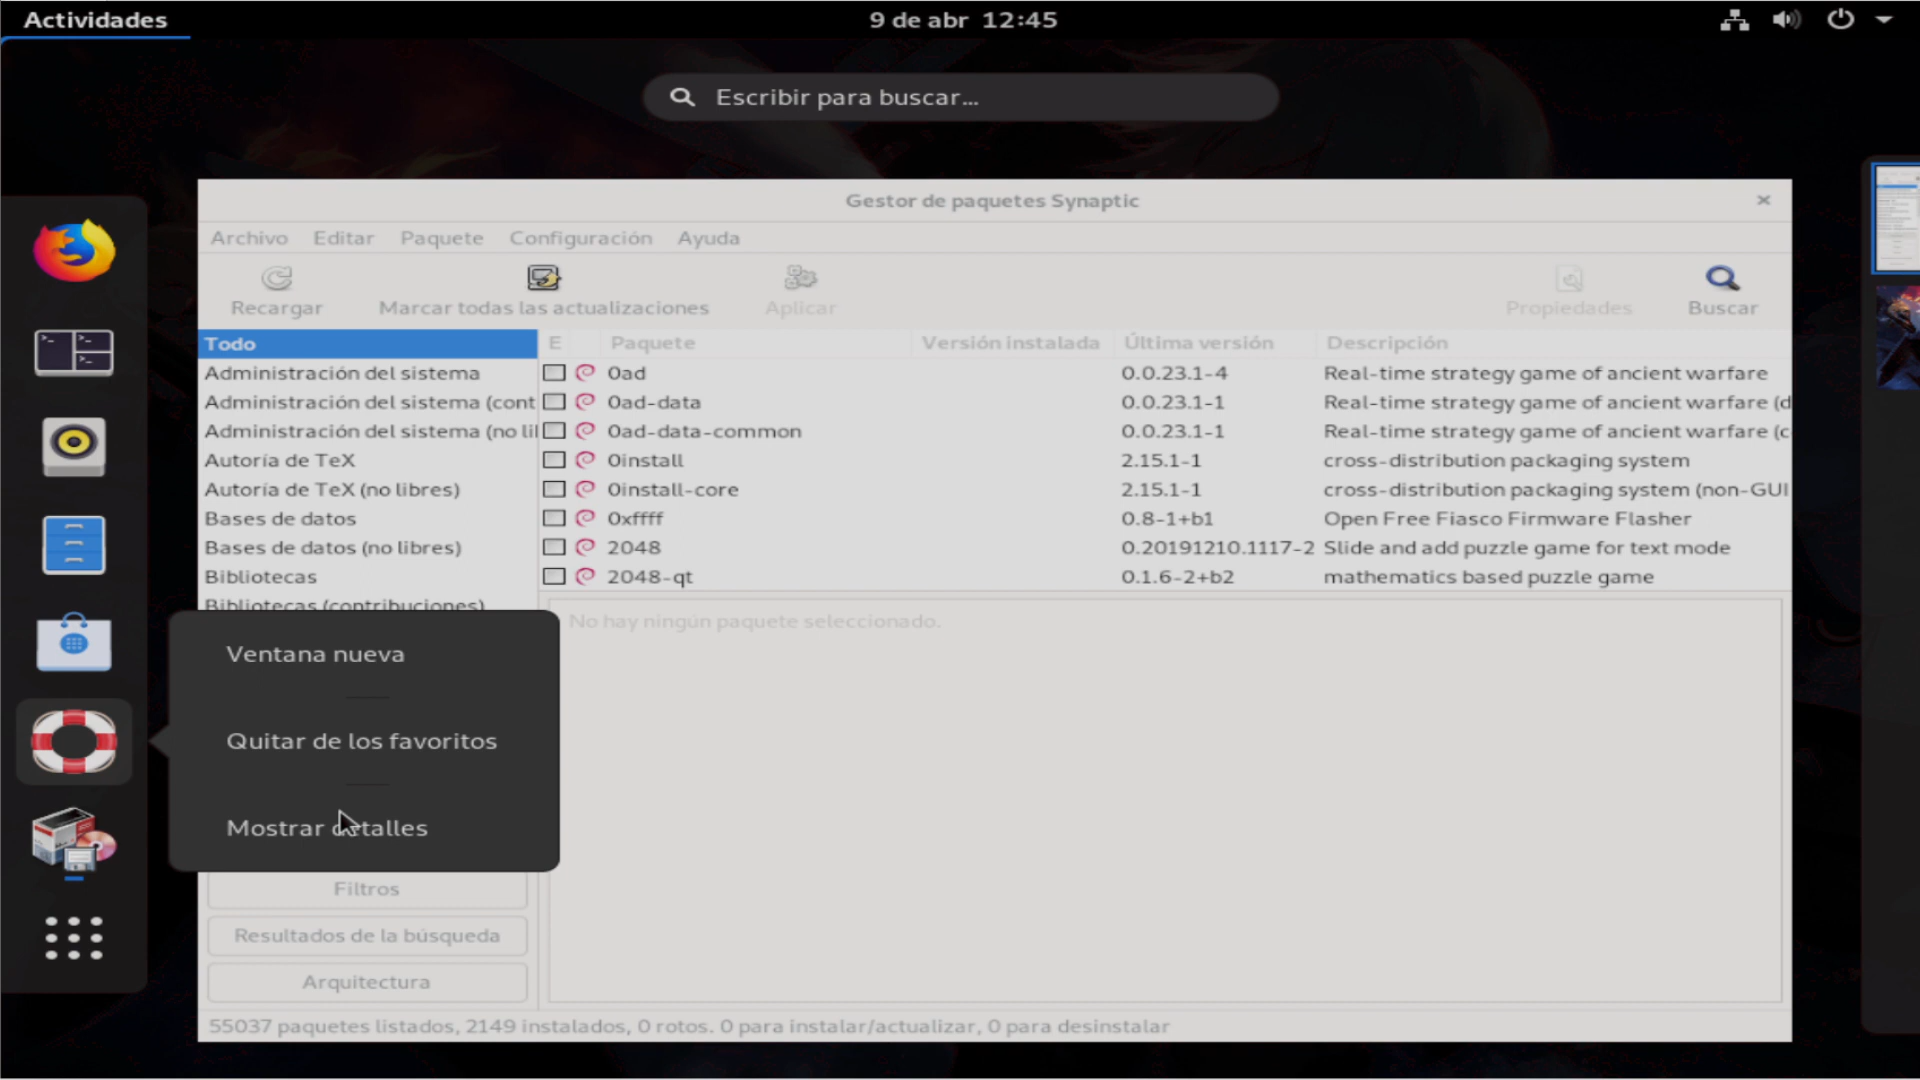 Actividades
9 de abr 12:45
Escribir para buscar...
Gestor de paquetes Synaptic
Archivo Editar Paquete Configuración Ayuda
Recargar Marcar todas las actualizaciones Aplicar Propiedades Buscar
Todo
E Paquete Versión instalada Última versión Descripción
Administración del sistema
Administración del sistema (cont
Administración del sistema (no li
Autoría de TeX
Autoría de TeX (no libres)
Bases de datos
Bases de datos (no libres)
Bibliotecas
Bibliotecas (contribuciones)
0ad 0.0.23.1-4 Real-time strategy game of ancient warfare
0ad-data 0.0.23.1-1 Real-time strategy game of ancient warfare (d
0ad-data-common 0.0.23.1-1 Real-time strategy game of ancient warfare (c
0install 2.15.1-1 cross-distribution packaging system
0install-core 2.15.1-1 cross-distribution packaging system (non-GUI
0xffff 0.8-1+b1 Open Free Fiasco Firmware Flasher
2048 0.20191210.1117-2 Slide and add puzzle game for text mode
2048-qt 0.1.6-2+b2 mathematics based puzzle game
No hay ningún paquete seleccionado.
Ventana nueva
Quitar de los favoritos
Mostrar detalles
Filtros
Resultados de la búsqueda
Arquitectura
55037 paquetes listados, 2149 instalados, 0 rotos. 0 para instalar/actualizar, 0 para desinstalar